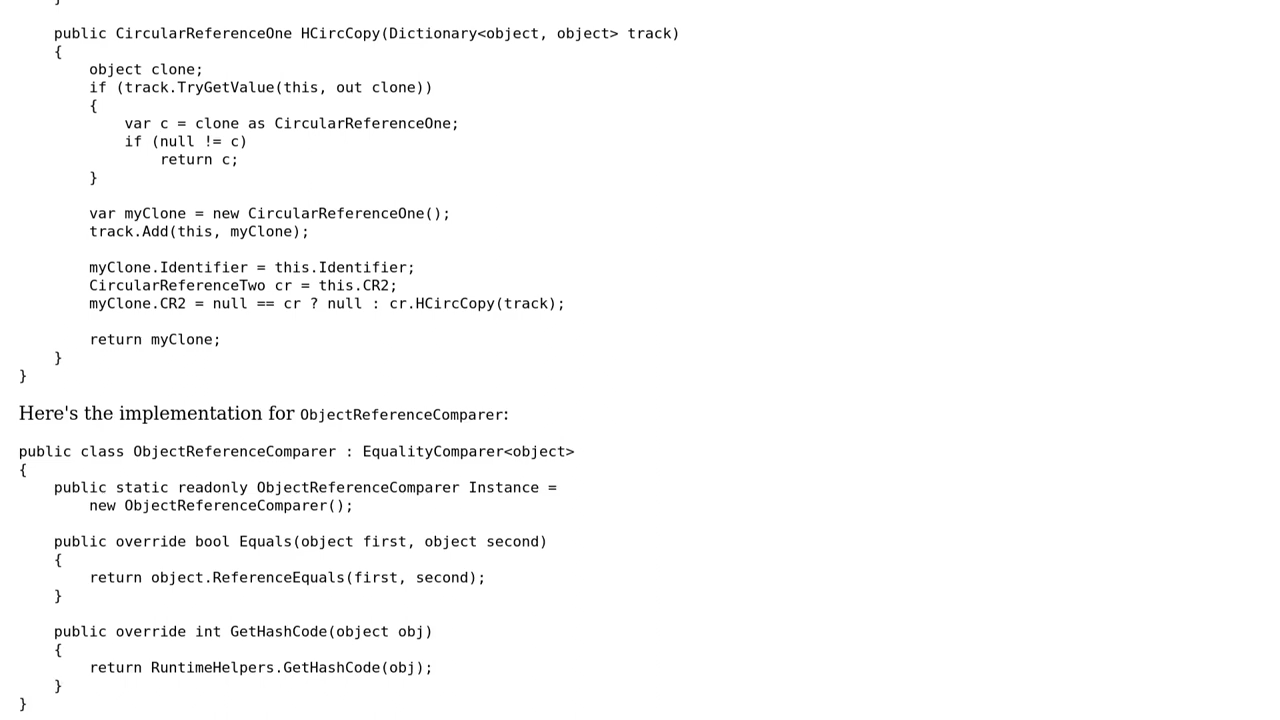 }
public CircularReferenceOne HCircCopy(Dictionary<object, object> track)
{
object clone;
if (track.TryGetValue(this, out clone))
{
var c = clone as CircularReferenceOne;
if (null != c)
return c;
}
var myClone = new CircularReferenceOne();
track.Add(this, myClone);
myClone.Identifier = this.Identifier;
CircularReferenceTwo cr = this.CR2;
myClone.CR2 = null == cr ? null : cr.HCircCopy(track);
return myClone;
}
}
Here's the implementation for ObjectReferenceComparer:
public class ObjectReferenceComparer : EqualityComparer<object>
{
public static readonly ObjectReferenceComparer Instance =
new ObjectReferenceComparer();
public override bool Equals(object first, object second)
{
return object.ReferenceEquals(first, second);
}
public override int GetHashCode(object obj)
{
return RuntimeHelpers.GetHashCode(obj);
}
}